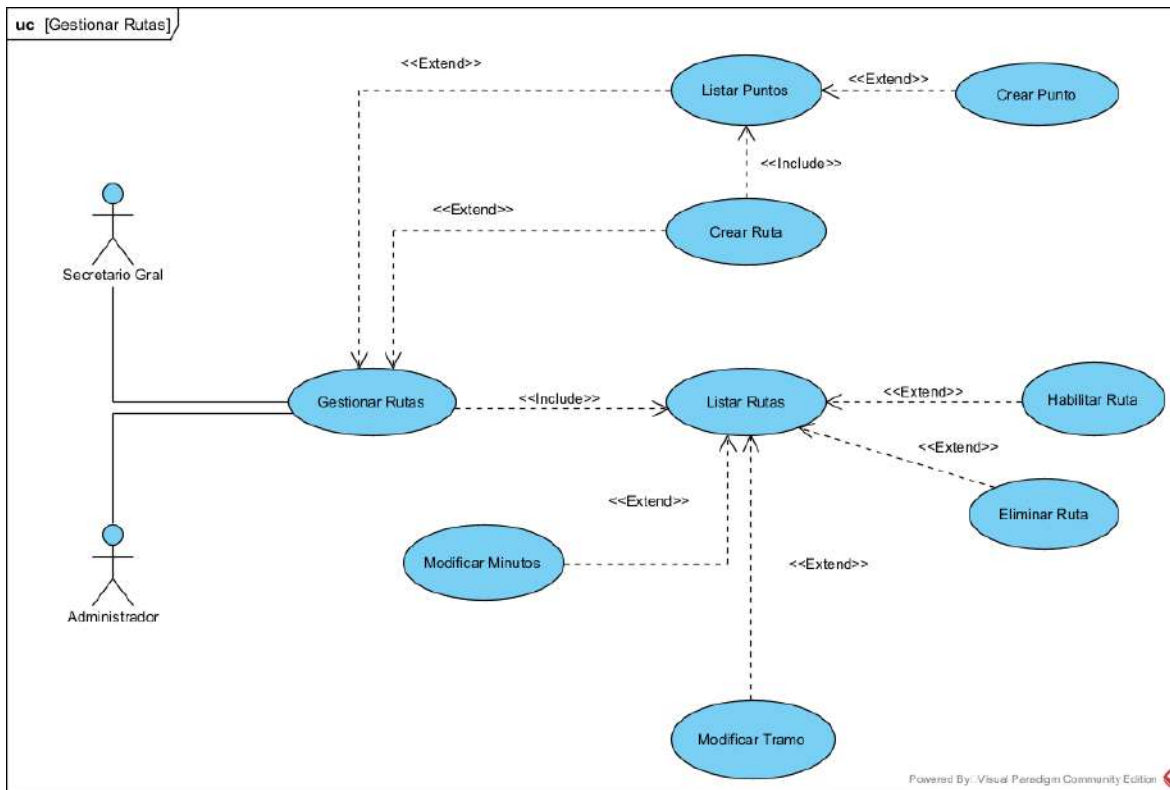 uc [Gestionar Rutas]
<<Extend>>
Listar Puntos
<<Extend>>
Crear Punto
<<Include>>
<<Extend>>
Crear Ruta
Secretario Gral
Gestionar Rutas
<<Include>>
Listar Rutas
<<Extend>>
Habilitar Ruta
<<Extend>>
Eliminar Ruta
<<Extend>>
Modificar Minutos
<<Extend>>
Administrador
Modificar Tramo
Powered By Visual Paradigm Community Edition